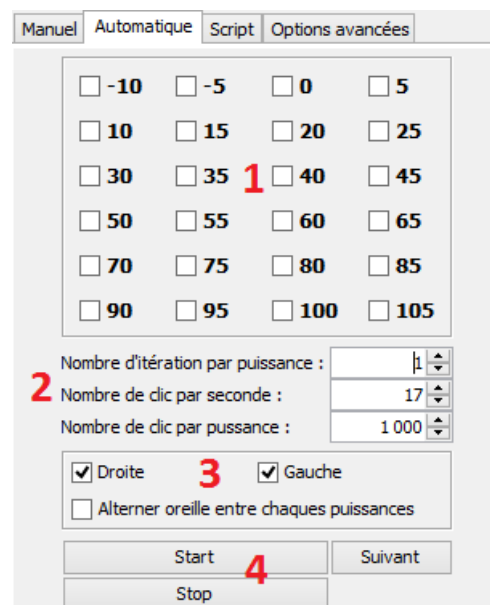 Manuel Automatique Script Options avancées
-10 -5 0 5
10 15 20 25
30 35 1 40 45
50 55 60 65
70 75 80 85
90 95 100 105
Nombre d'itération par puissance : 1
2 Nombre de clic par seconde : 17
Nombre de clic par pussance : 1 000
Droite 3 Gauche
Alterner oreille entre chaques puissances
Start 4 Suivant
Stop